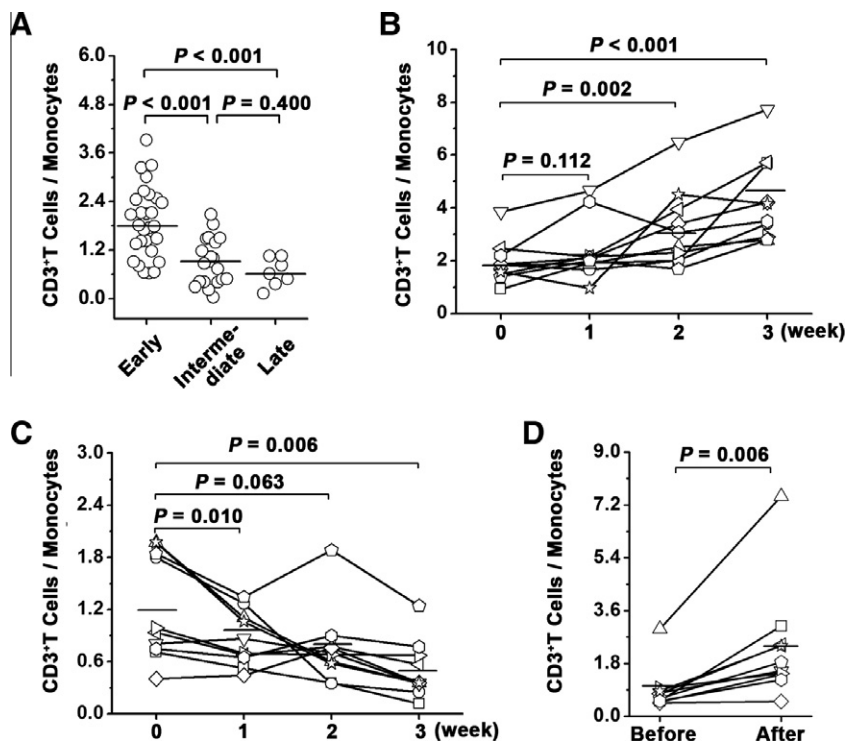 A
CD3⁺T Cells / Monocytes
6.0
4.8
3.6
2.4
1.2
0.0
P < 0.001
P < 0.001
P = 0.400
Early
Interme-
diate
Late
B
CD3⁺T Cells / Monocytes
10
8
6
4
2
0
P < 0.001
P = 0.002
P = 0.112
0 1 2 3 (week)
C
CD3⁺T Cells / Monocytes
3.0
2.4
1.8
1.2
0.6
0.0
P = 0.006
P = 0.063
P = 0.010
0 1 2 3 (week)
D
CD3⁺T Cells / Monocytes
9.0
7.2
5.4
3.6
1.8
0.0
P = 0.006
Before After